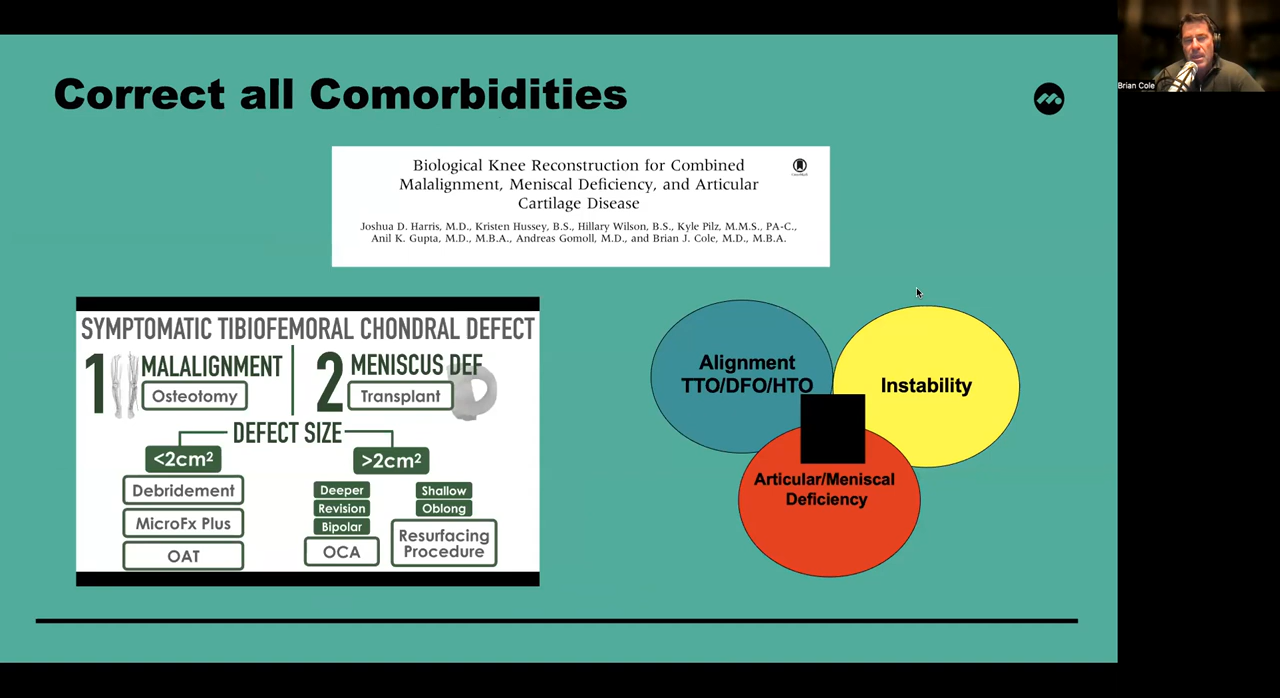 Correct all Comorbidities
Biological Knee Reconstruction for Combined
Malalignment, Meniscal Deficiency, and Articular
Cartilage Disease
Joshua D. Harris, M.D., Kristen Hussey, B.S., Hillary Wilson, B.S., Kyle Pilz, M.M.S., PA-C.,
Anil K. Gupta, M.D., M.B.A., Andreas Gomoll, M.D., and Brian J. Cole, M.D., M.B.A.
SYMPTOMATIC TIBIOFEMORAL CHONDRAL DEFECT
1 MALALIGNMENT
Osteotomy
2 MENISCUS DEF
Transplant
DEFECT SIZE
<2cm²
Debridement
MicroFx Plus
OAT
>2cm²
Deeper
Revision
Bipolar
OCA
Shallow
Oblong
Resurfacing
Procedure
Alignment
TTO/DFO/HTO
Instability
Articular/Meniscal
Deficiency
Brian Cole